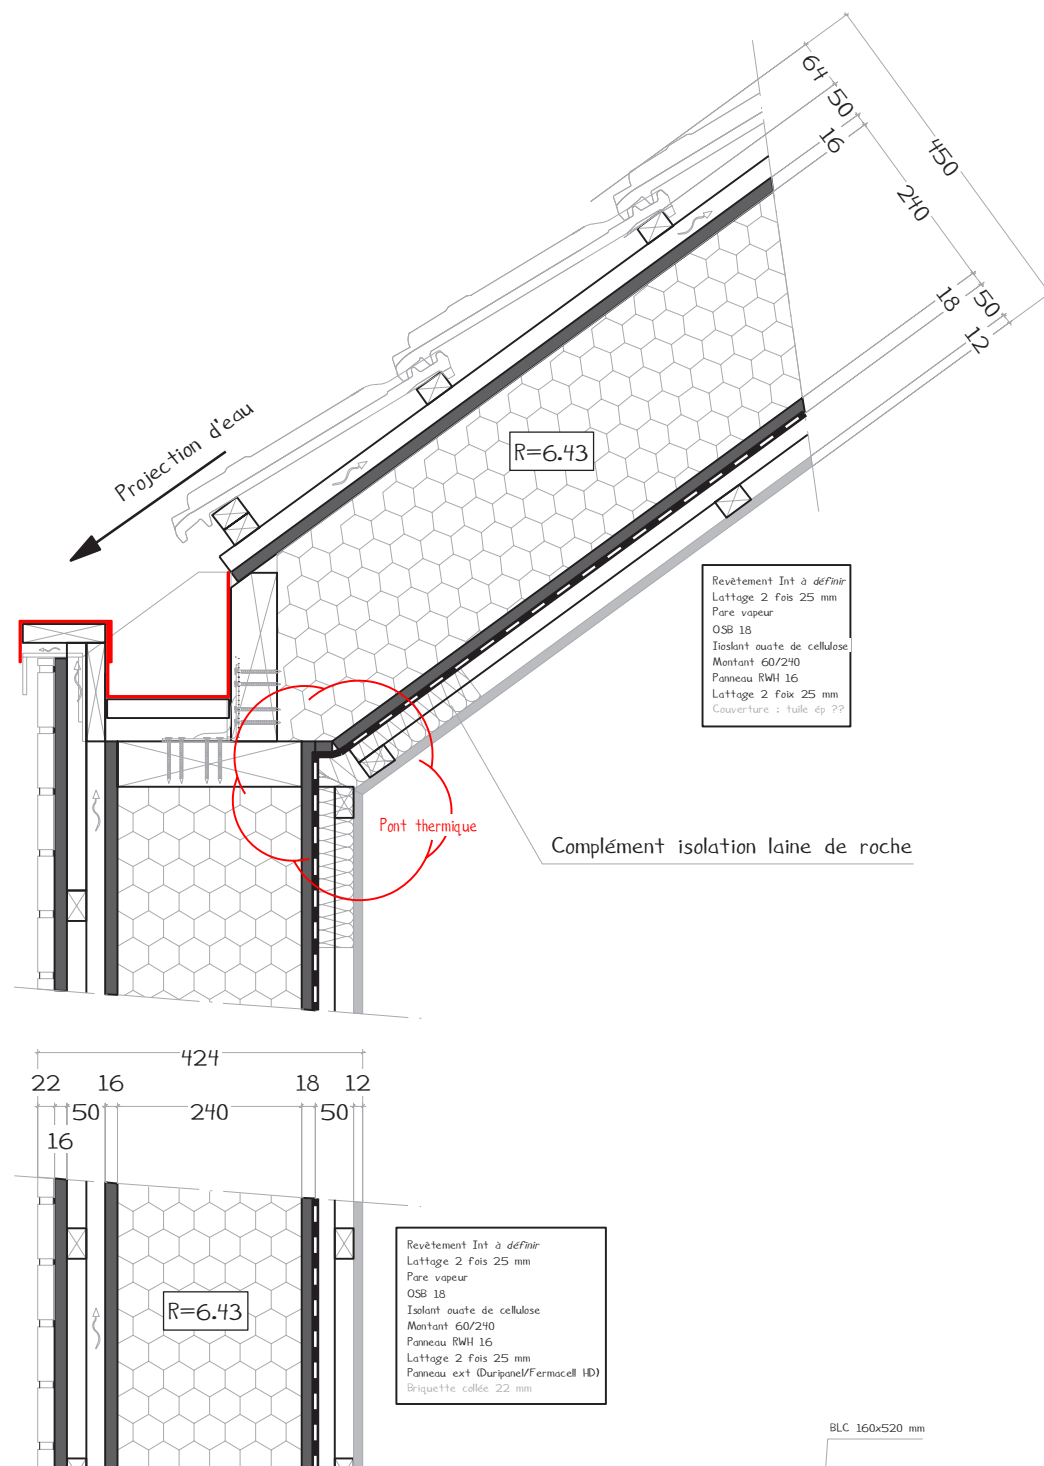 64
50
16
450
240
18
50
12
Projection d'eau
R=6.43
Revêtement Int à définir
Lattage 2 fois 25 mm
Pare vapeur
OSB 18
Iioslant ouate de cellulose
Montant 60/240
Panneau RWH 16
Lattage 2 foix 25 mm
Couverture : tuile ép ??
Pont thermique
Complément isolation laine de roche
424
22 16 18 12
50 240 50
16
R=6.43
Revêtement Int à définir
Lattage 2 fois 25 mm
Pare vapeur
OSB 18
Isolant ouate de cellulose
Montant 60/240
Panneau RWH 16
Lattage 2 fois 25 mm
Panneau ext (Duripanel/Fermacell HD)
Briquette collée 22 mm
BLC 160x520 mm